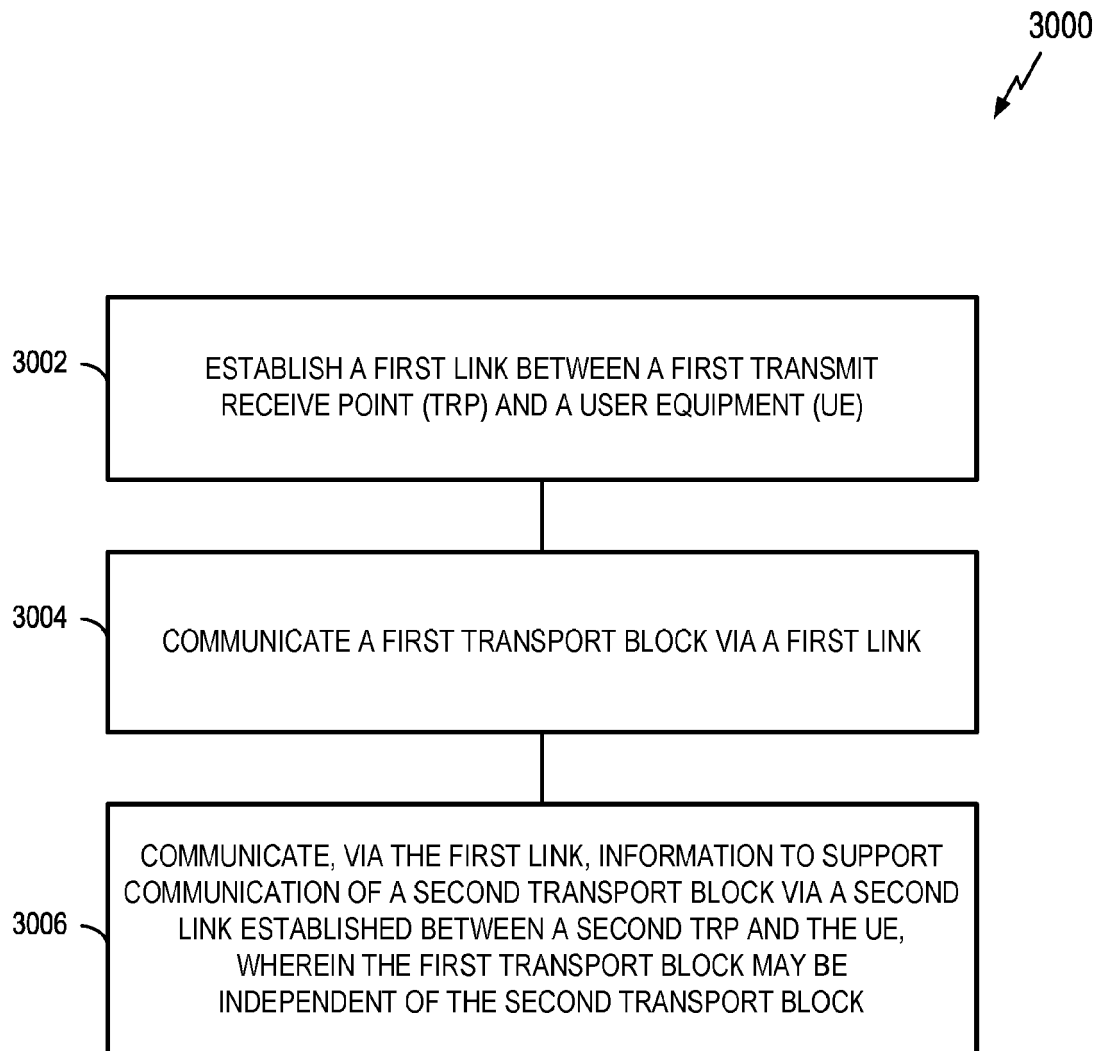 3000
3002
ESTABLISH A FIRST LINK BETWEEN A FIRST TRANSMIT
RECEIVE POINT (TRP) AND A USER EQUIPMENT (UE)
3004
COMMUNICATE A FIRST TRANSPORT BLOCK VIA A FIRST LINK
3006
COMMUNICATE, VIA THE FIRST LINK, INFORMATION TO SUPPORT
COMMUNICATION OF A SECOND TRANSPORT BLOCK VIA A SECOND
LINK ESTABLISHED BETWEEN A SECOND TRP AND THE UE,
WHEREIN THE FIRST TRANSPORT BLOCK MAY BE
INDEPENDENT OF THE SECOND TRANSPORT BLOCK